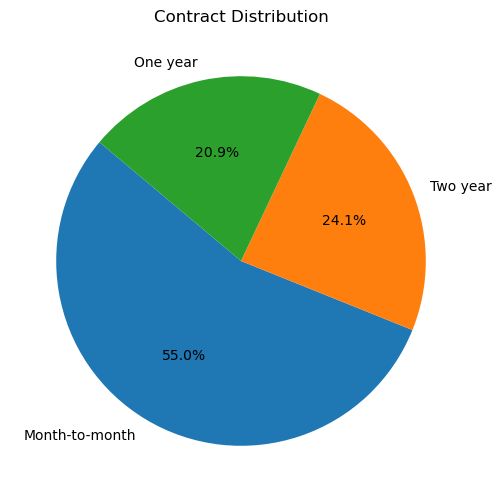 Contract Distribution
One year
20.9%
Two year
24.1%
55.0%
Month-to-month